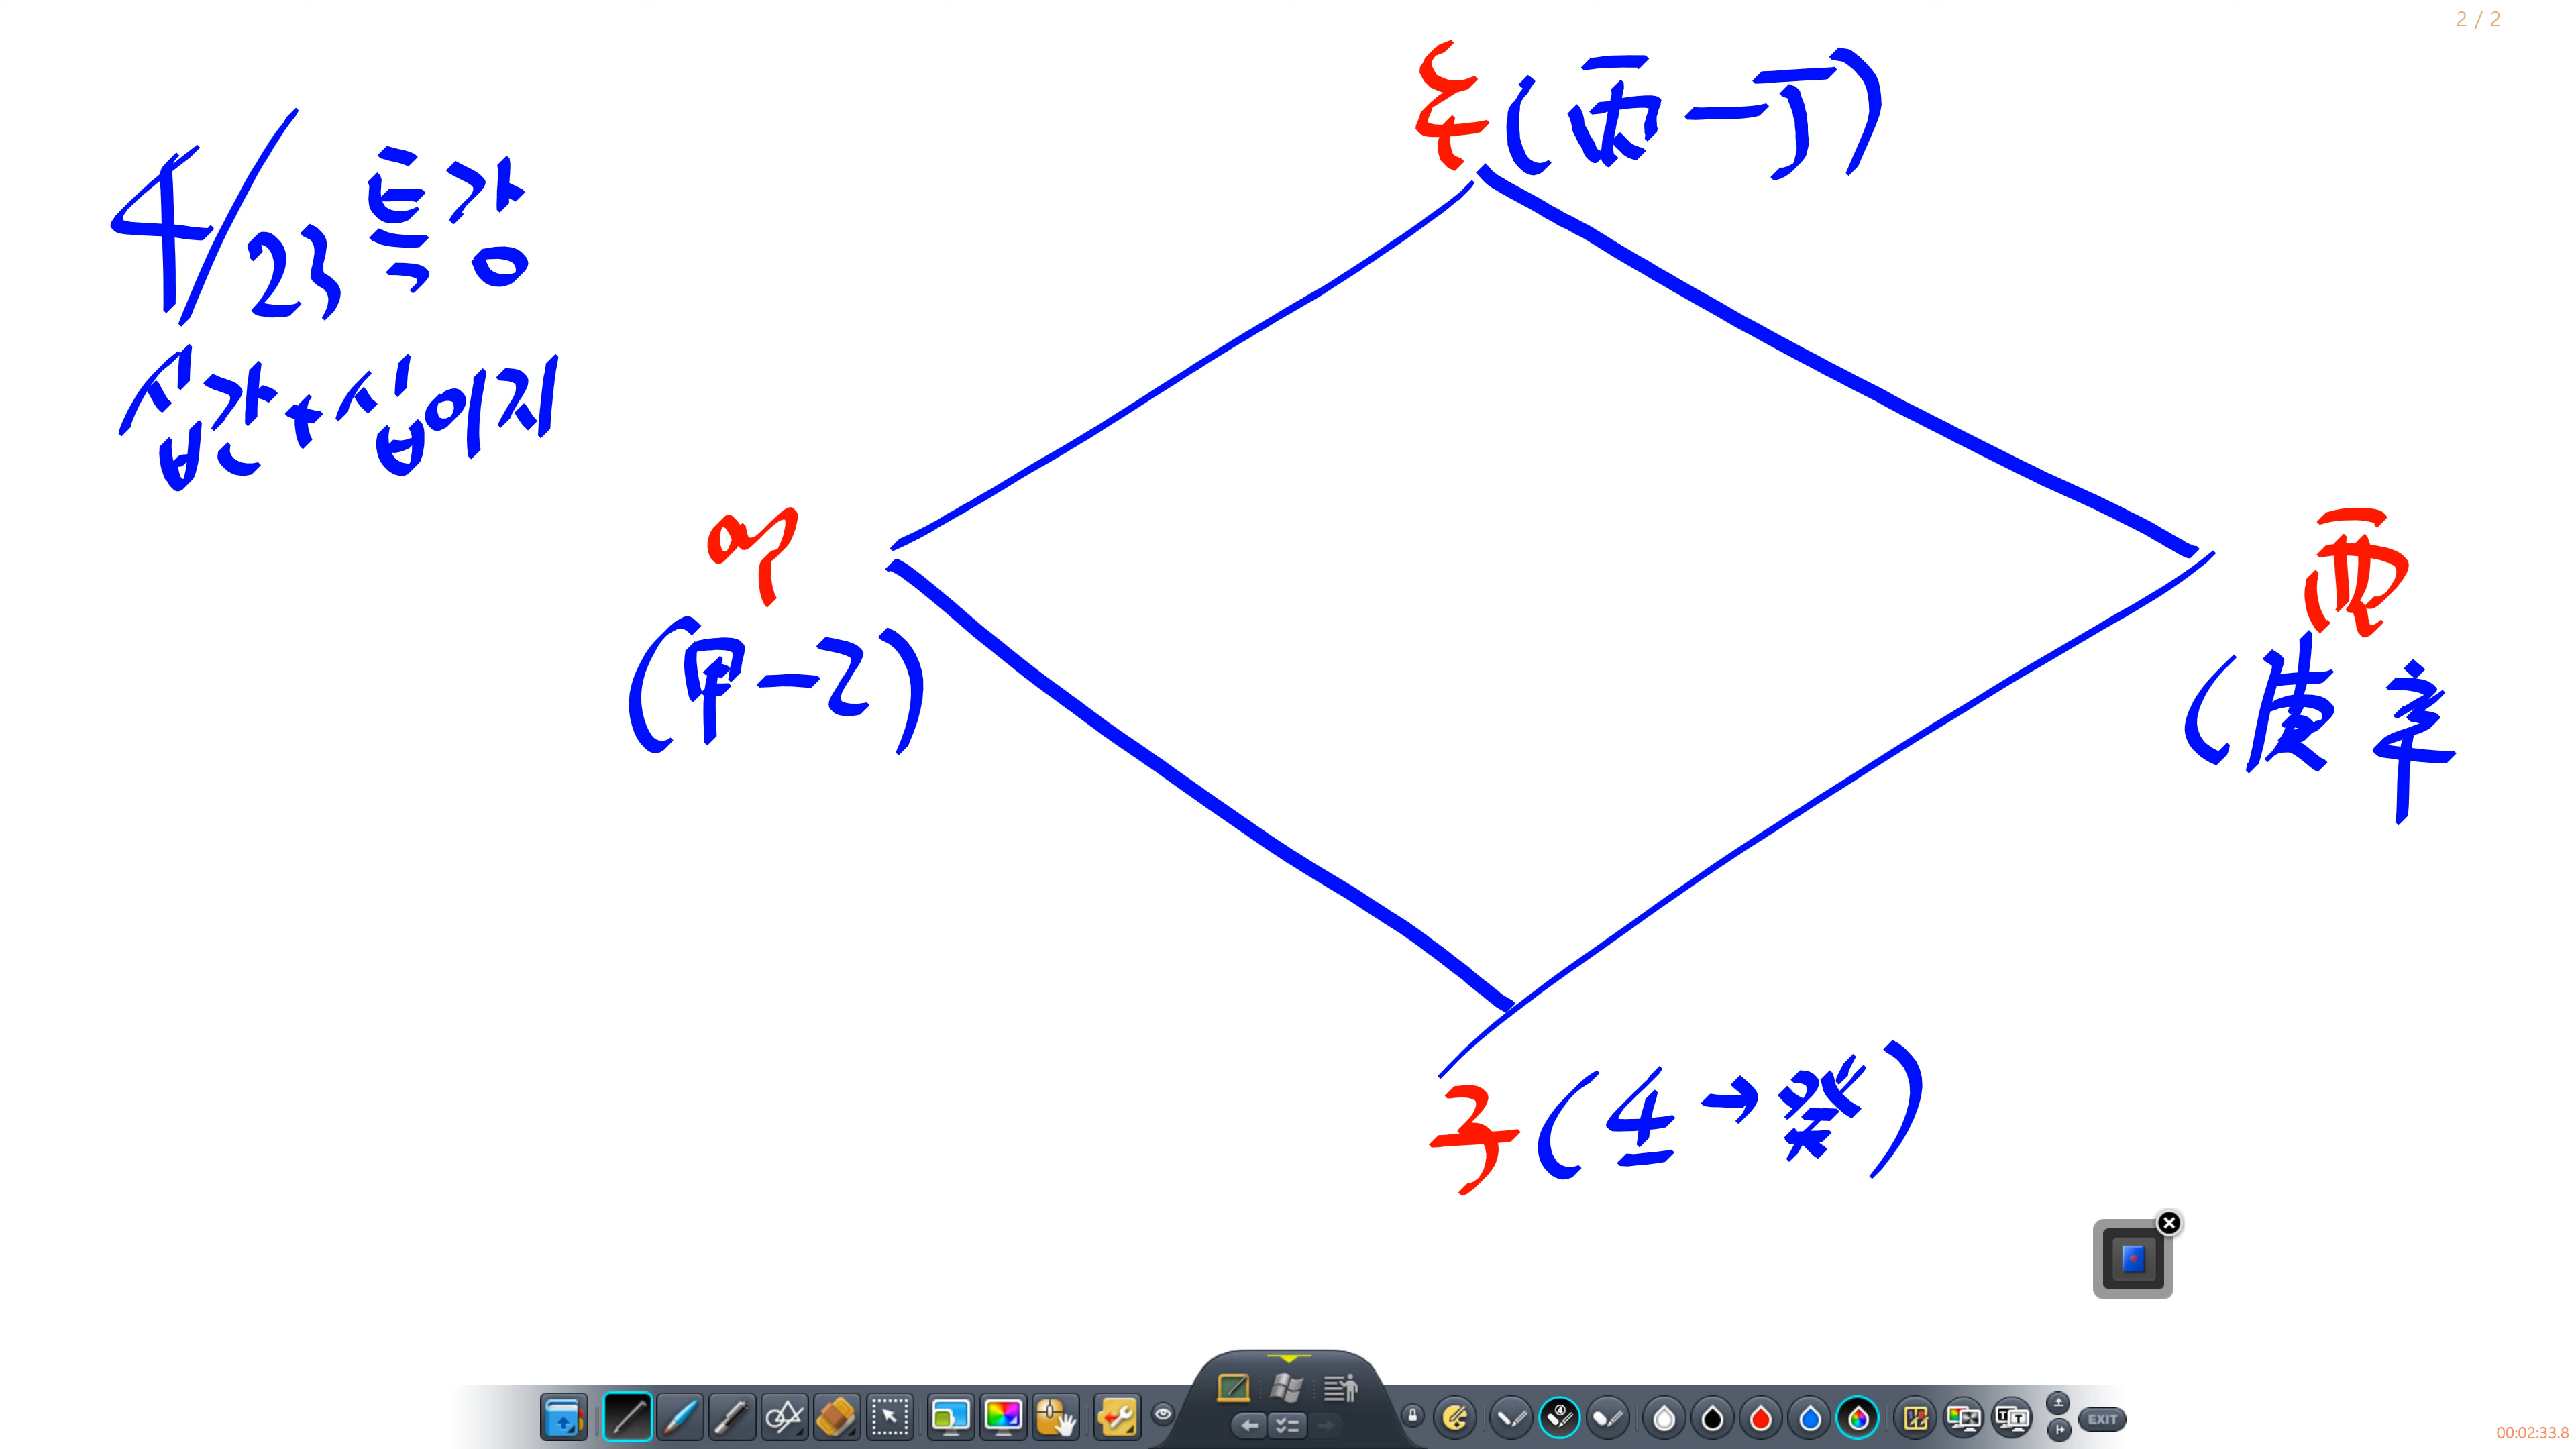 2 / 2
4/23 특강
십간+십이지
午(丙-丁)
卯
(甲-乙)
酉
(庚 辛
子(壬→癸)
EXIT
00:02:33.8